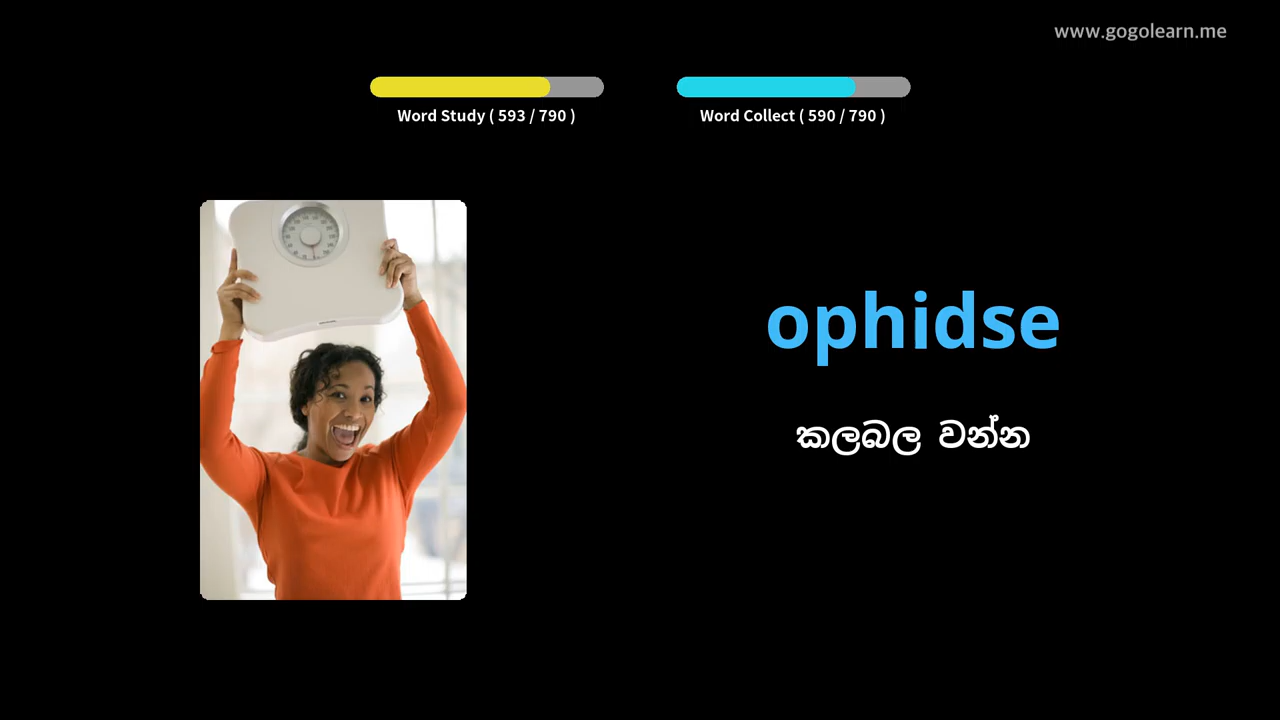 www.gogolearn.me
Word Study ( 593 / 790 )
Word Collect ( 590 / 790 )
ophidse
කලබල වන්න